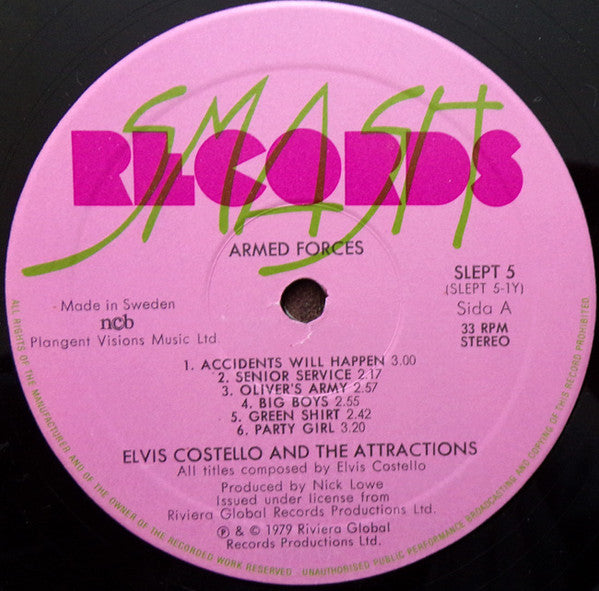 SMASH
RECORDS
ARMED FORCES
SLEPT 5
(SLEPT 5-1Y)
Sida A
33 RPM
STEREO
Made in Sweden
ncb
Plangent Visions Music Ltd.
1. ACCIDENTS WILL HAPPEN 3.00
2. SENIOR SERVICE 2.17
3. OLIVER'S ARMY 2.57
4. BIG BOYS 2.55
5. GREEN SHIRT 2.42
6. PARTY GIRL 3.20
ELVIS COSTELLO AND THE ATTRACTIONS
All titles composed by Elvis Costello
Produced by Nick Lowe
Issued under license from
Riviera Global Records Productions Ltd.
℗ & © 1979 Riviera Global
Records Productions Ltd.
ALL RIGHTS OF THE MANUFACTURER AND OF THE OWNER OF THE RECORDED WORK RESERVED - UNAUTHORISED PUBLIC PERFORMANCE BROADCASTING AND COPYING OF THIS RECORD PROHIBITED